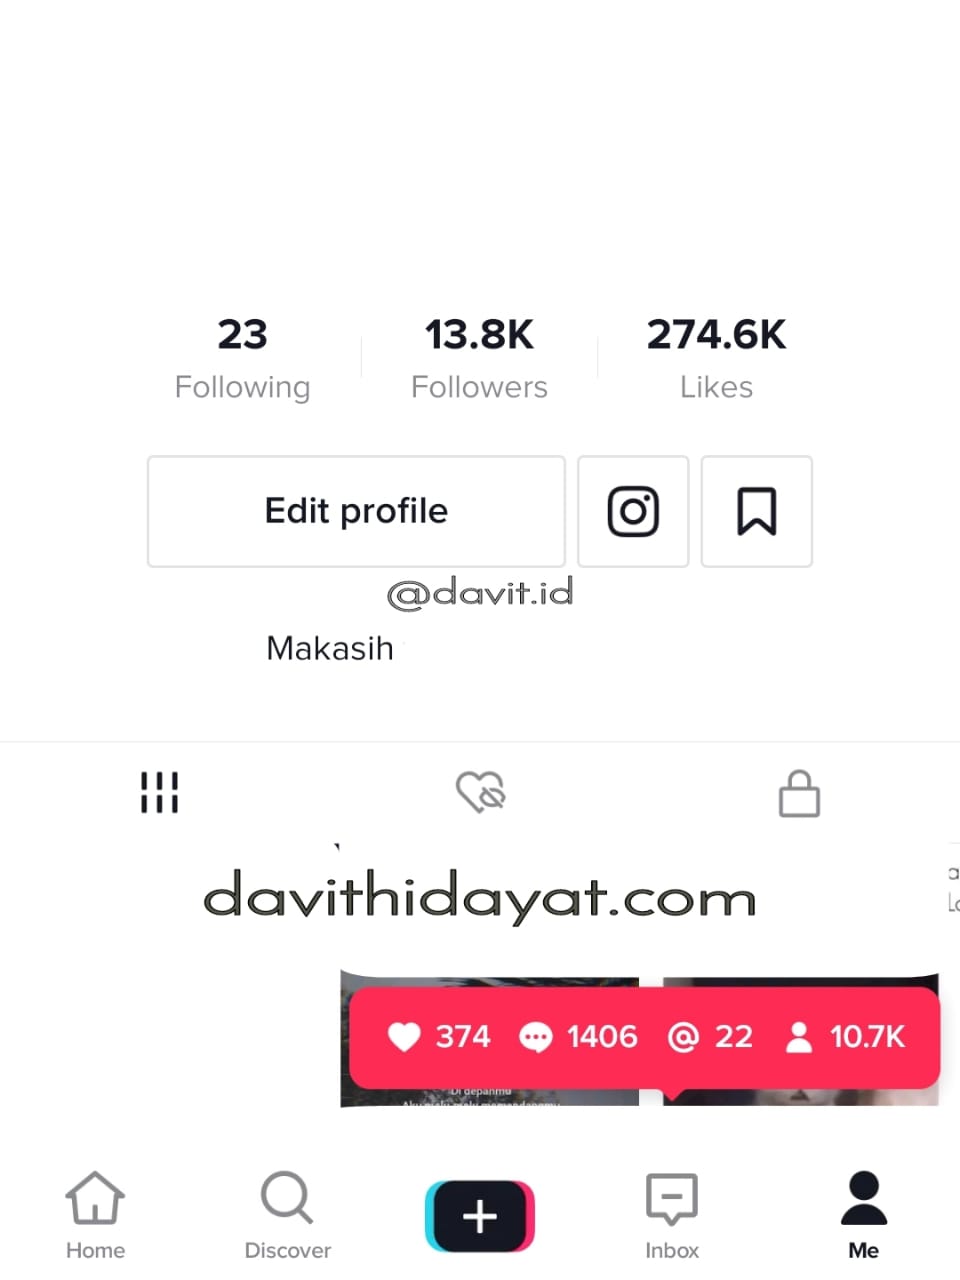 23 13.8K 274.6K
Following Followers Likes
Edit profile
@davit.id
Makasih
davithidayat.com
374 1406 @ 22 10.7K
Di depanmu
Home Discover Inbox Me